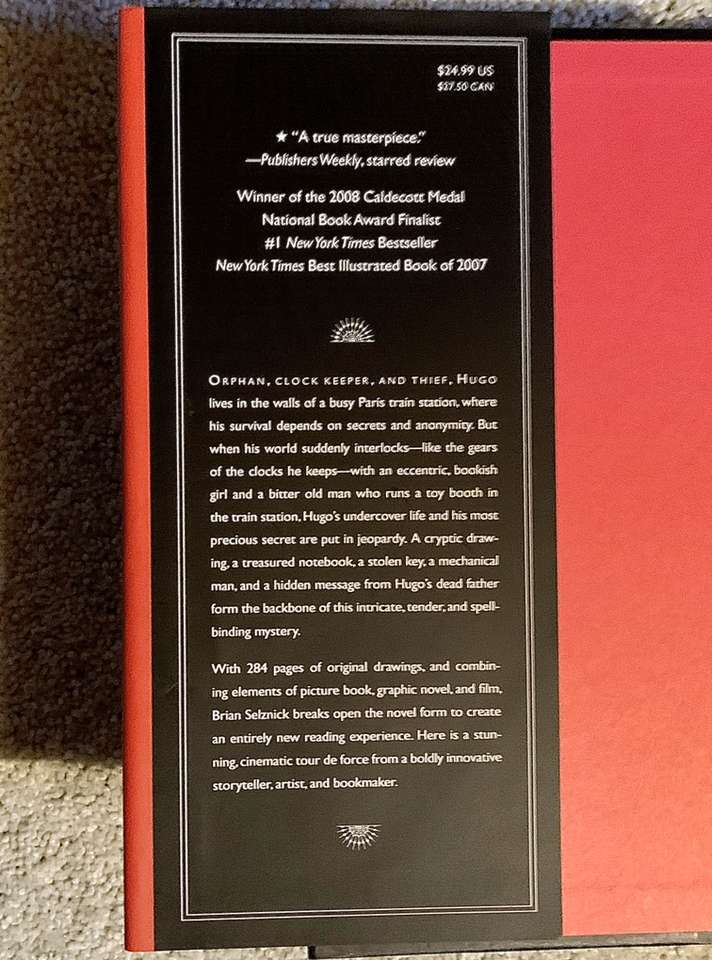 $24.99 US
$27.50 CAN
★ “A true masterpiece.”
—Publishers Weekly, starred review
Winner of the 2008 Caldecott Medal
National Book Award Finalist
#1 New York Times Bestseller
New York Times Best Illustrated Book of 2007
ORPHAN, CLOCK KEEPER, AND THIEF, HUGO
lives in the walls of a busy Paris train station, where
his survival depends on secrets and anonymity. But
when his world suddenly interlocks—like the gears
of the clocks he keeps—with an eccentric, bookish
girl and a bitter old man who runs a toy booth in
the train station, Hugo’s undercover life and his most
precious secret are put in jeopardy. A cryptic draw-
ing, a treasured notebook, a stolen key, a mechanical
man, and a hidden message from Hugo’s dead father
form the backbone of this intricate, tender, and spell-
binding mystery.
With 284 pages of original drawings, and combin-
ing elements of picture book, graphic novel, and film,
Brian Selznick breaks open the novel form to create
an entirely new reading experience. Here is a stun-
ning, cinematic tour de force from a boldly innovative
storyteller, artist, and bookmaker.